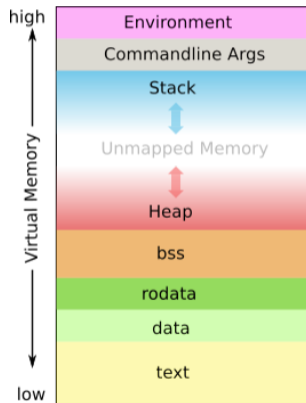 high
Environment
Commandline Args
Stack
Unmapped Memory
Virtual Memory
Heap
bss
rodata
data
text
low